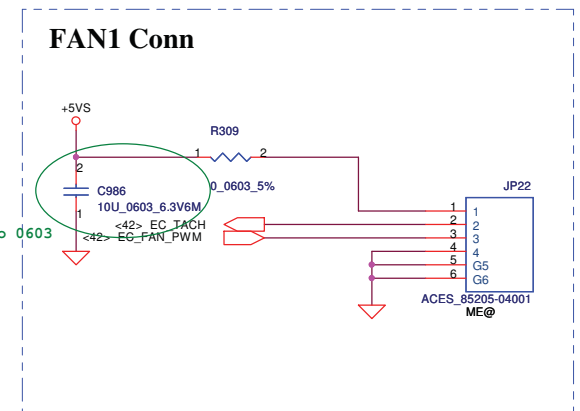 FAN1 Conn
+5VS
R309
1 2
2
C986
0_0603_5%
JP22
10U_0603_6.3V6M
1
<42> EC_TACH
<42> EC_FAN_PWM
o 0603
1 1
2 2
3 3
4 4
5 G5
6 G6
ACES_85205-04001
ME@